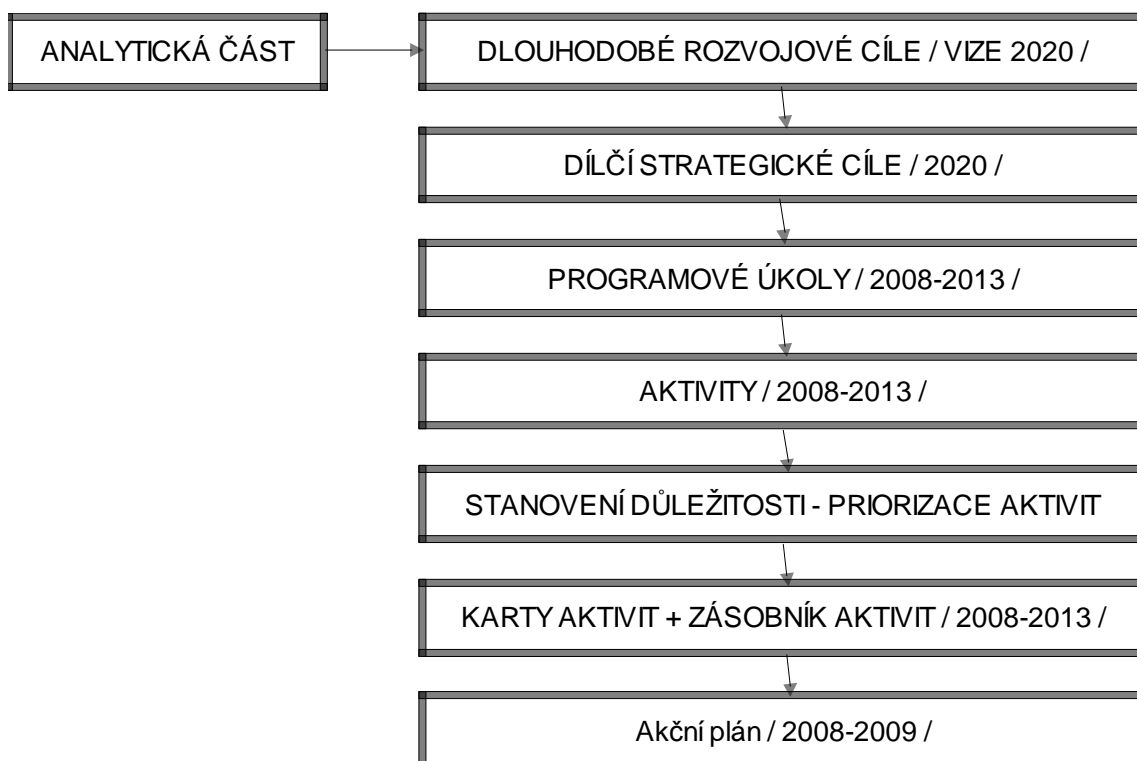 ANALYTICKÁ ČÁST
DLOUHODOBÉ ROZVOJOVÉ CÍLE / VIZE 2020 /
DÍLČÍ STRATEGICKÉ CÍLE / 2020 /
PROGRAMOVÉ ÚKOLY / 2008-2013 /
AKTIVITY / 2008-2013 /
STANOVENÍ DŮLEŽITOSTI - PRIORIZACE AKTIVIT
KARTY AKTIVIT + ZÁSOBNÍK AKTIVIT / 2008-2013 /
Akční plán / 2008-2009 /